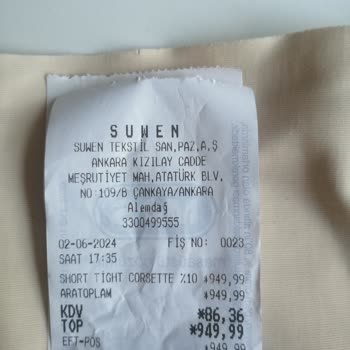 SUWEN
SUWEN TEKSTİL SAN,PAZ,A,Ş
ANKARA KIZILAY CADDE
MEŞRUTİYET MAH,ATATÜRK BLV,
NO:109/B ÇANKAYA/ANKARA
Alemdağ
3300499555
02-06-2024 FİŞ NO: 0023
SAAT 17:35
SHORT TIGHT CORSETTE %10 *949,99
ARATOPLAM *949,99
KDV *86,36
TOP *949,99
EFT-POS *949,99